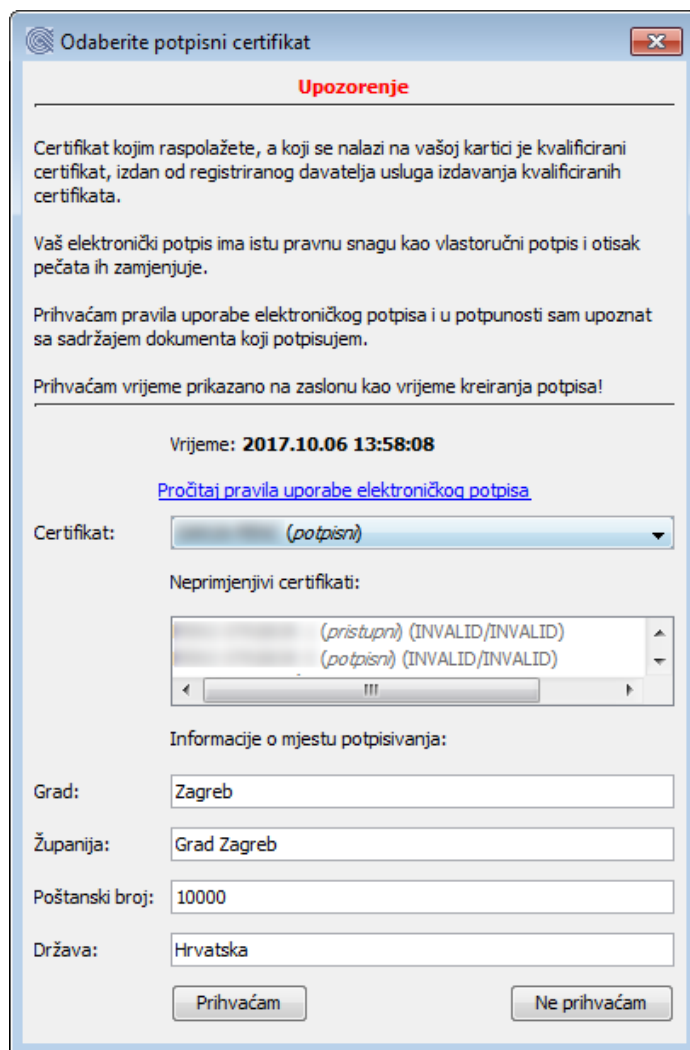 Odaberite potpisni certifikat
Upozorenje
Certifikat kojim raspolažete, a koji se nalazi na vašoj kartici je kvalificirani
certifikat, izdan od registriranog davatelja usluga izdavanja kvalificiranih
certifikata.
Vaš elektronički potpis ima istu pravnu snagu kao vlastoručni potpis i otisak
pečata ih zamjenjuje.
Prihvaćam pravila uporabe elektroničkog potpisa i u potpunosti sam upoznat
sa sadržajem dokumenta koji potpisujem.
Prihvaćam vrijeme prikazano na zaslonu kao vrijeme kreiranja potpisa!
Vrijeme: 2017.10.06 13:58:08
Pročitaj pravila uporabe elektroničkog potpisa
Certifikat: (potpisni)
Neprimjenjivi certifikati:
(pristupni) (INVALID/INVALID)
(potpisni) (INVALID/INVALID)
Informacije o mjestu potpisivanja:
Grad: Zagreb
Županija: Grad Zagreb
Poštanski broj: 10000
Država: Hrvatska
Prihvaćam Ne prihvaćam